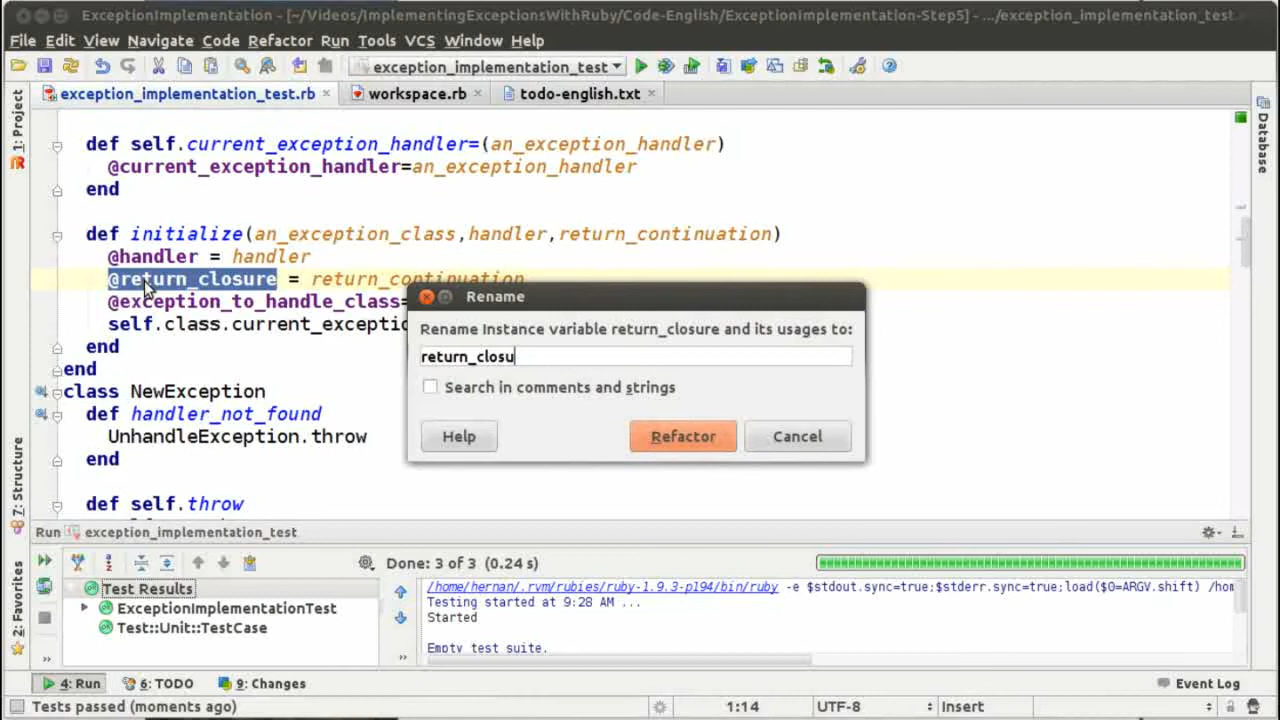 ExceptionImplementation - [~/Videos/ImplementingExceptionsWithRuby/Code-English/ExceptionImplementation-Step5] - .../exception_implementation_test.
File Edit View Navigate Code Refactor Run Tools VCS Window Help
exception_implementation_test
exception_implementation_test.rb workspace.rb todo-english.txt
1: Project
Database
def self.current_exception_handler=(an_exception_handler)
@current_exception_handler=an_exception_handler
end
def initialize(an_exception_class,handler,return_continuation)
@handler = handler
@return_closure = return_continuation
@exception_to_handle_class=
self.class.current_exceptio
end
end
class NewException
def handler_not_found
UnhandleException.throw
end
def self.throw
Rename
Rename Instance variable return_closure and its usages to:
return_closu
Search in comments and strings
Help Refactor Cancel
7: Structure
2: Favorites
Run exception_implementation_test
Done: 3 of 3 (0.24 s)
Test Results
ExceptionImplementationTest
Test::Unit::TestCase
/home/hernan/.rvm/rubies/ruby-1.9.3-p194/bin/ruby -e $stdout.sync=true;$stderr.sync=true;load($0=ARGV.shift) /hom
Testing started at 9:28 AM ...
Started
Empty test suite.
4: Run 6: TODO 9: Changes Event Log
Tests passed (moments ago) 1:14 UTF-8 Insert